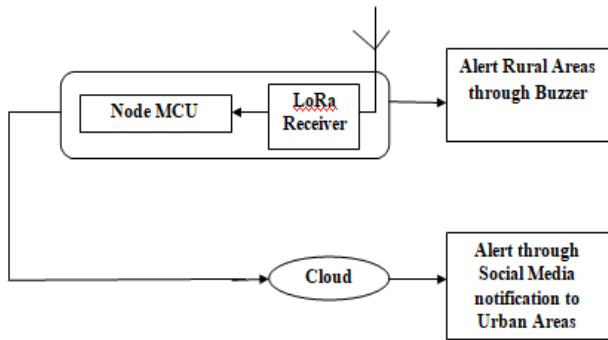 Node MCU
LoRa
Receiver
Alert Rural Areas
through Buzzer
Cloud
Alert through
Social Media
notification to
Urban Areas